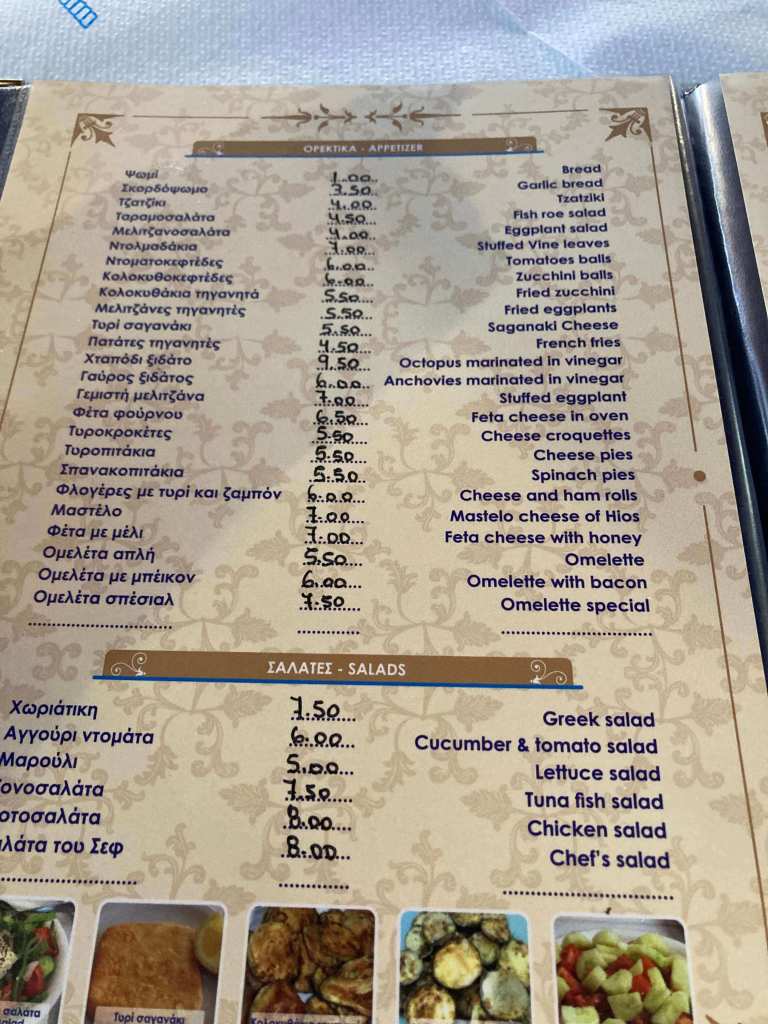 ΟΡΕΚΤΙΚΑ - APPETIZER
Ψωμί 1.00 Bread
Σκορδόψωμο 3.50 Garlic bread
Τζατζίκι 4.00 Tzatziki
Ταραμοσαλάτα 4.50 Fish roe salad
Μελιτζανοσαλάτα 4.00 Eggplant salad
Ντολμαδάκια 7.00 Stuffed Vine leaves
Ντοματοκεφτέδες 6.00 Tomatoes balls
Κολοκυθοκεφτέδες 6.00 Zucchini balls
Κολοκυθάκια τηγανητά 5.50 Fried zucchini
Μελιτζάνες τηγανητές 5.50 Fried eggplants
Τυρί σαγανάκι 5.50 Saganaki Cheese
Πατάτες τηγανητές 4.50 French fries
Χταπόδι ξιδάτο 9.50 Octopus marinated in vinegar
Γαύρος ξιδάτος 6.00 Anchovies marinated in vinegar
Γεμιστή μελιτζάνα 7.00 Stuffed eggplant
Φέτα φούρνου 6.50 Feta cheese in oven
Τυροκροκέτες 5.50 Cheese croquettes
Τυροπιτάκια 5.50 Cheese pies
Σπανακοπιτάκια 5.50 Spinach pies
Φλογέρες με τυρί και ζαμπόν 6.00 Cheese and ham rolls
Μαστέλο 7.00 Mastelo cheese of Hios
Φέτα με μέλι 7.00 Feta cheese with honey
Ομελέτα απλή 5.50 Omelette
Ομελέτα με μπέικον 6.00 Omelette with bacon
Ομελέτα σπέσιαλ 7.50 Omelette special
ΣΑΛΑΤΕΣ - SALADS
Χωριάτικη 7.50 Greek salad
Αγγούρι ντομάτα 6.00 Cucumber & tomato salad
Μαρούλι 5.00 Lettuce salad
τονοσαλάτα 7.50 Tuna fish salad
οτοσαλάτα 8.00 Chicken salad
λάτα του Σεφ 8.00 Chef's salad
σαλάτα Τυρί σαγανάκι
salad